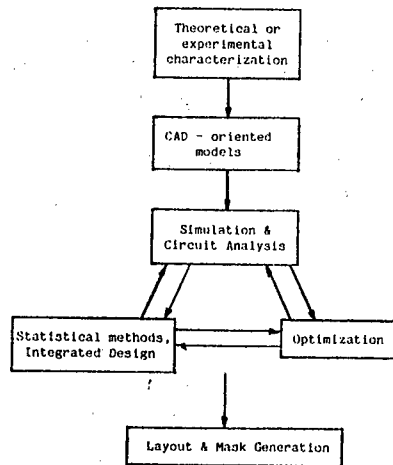 Theoretical or
experimental
characterization
CAD - oriented
models
Simulation &
Circuit Analysis
Statistical methods,
Integrated Design
Optimization
Layout & Mask Generation